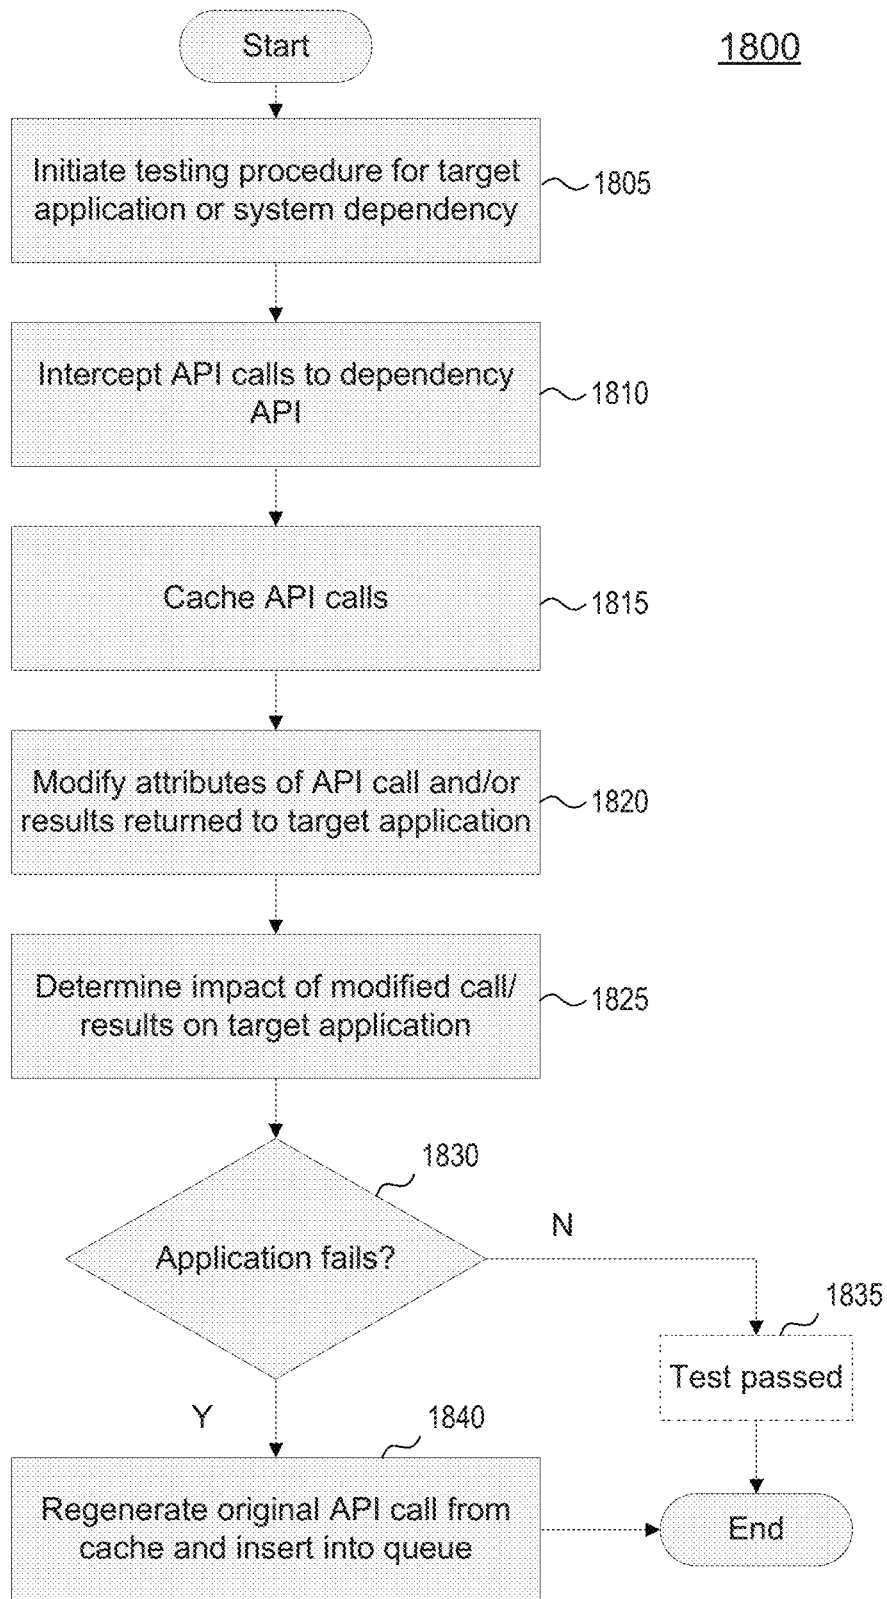 Start
1800
Initiate testing procedure for target
application or system dependency
1805
Intercept API calls to dependency
API
1810
Cache API calls
1815
Modify attributes of API call and/or
results returned to target application
1820
Determine impact of modified call/
results on target application
1825
1830
Application fails?
N
1835
Test passed
Y
1840
Regenerate original API call from
cache and insert into queue
End